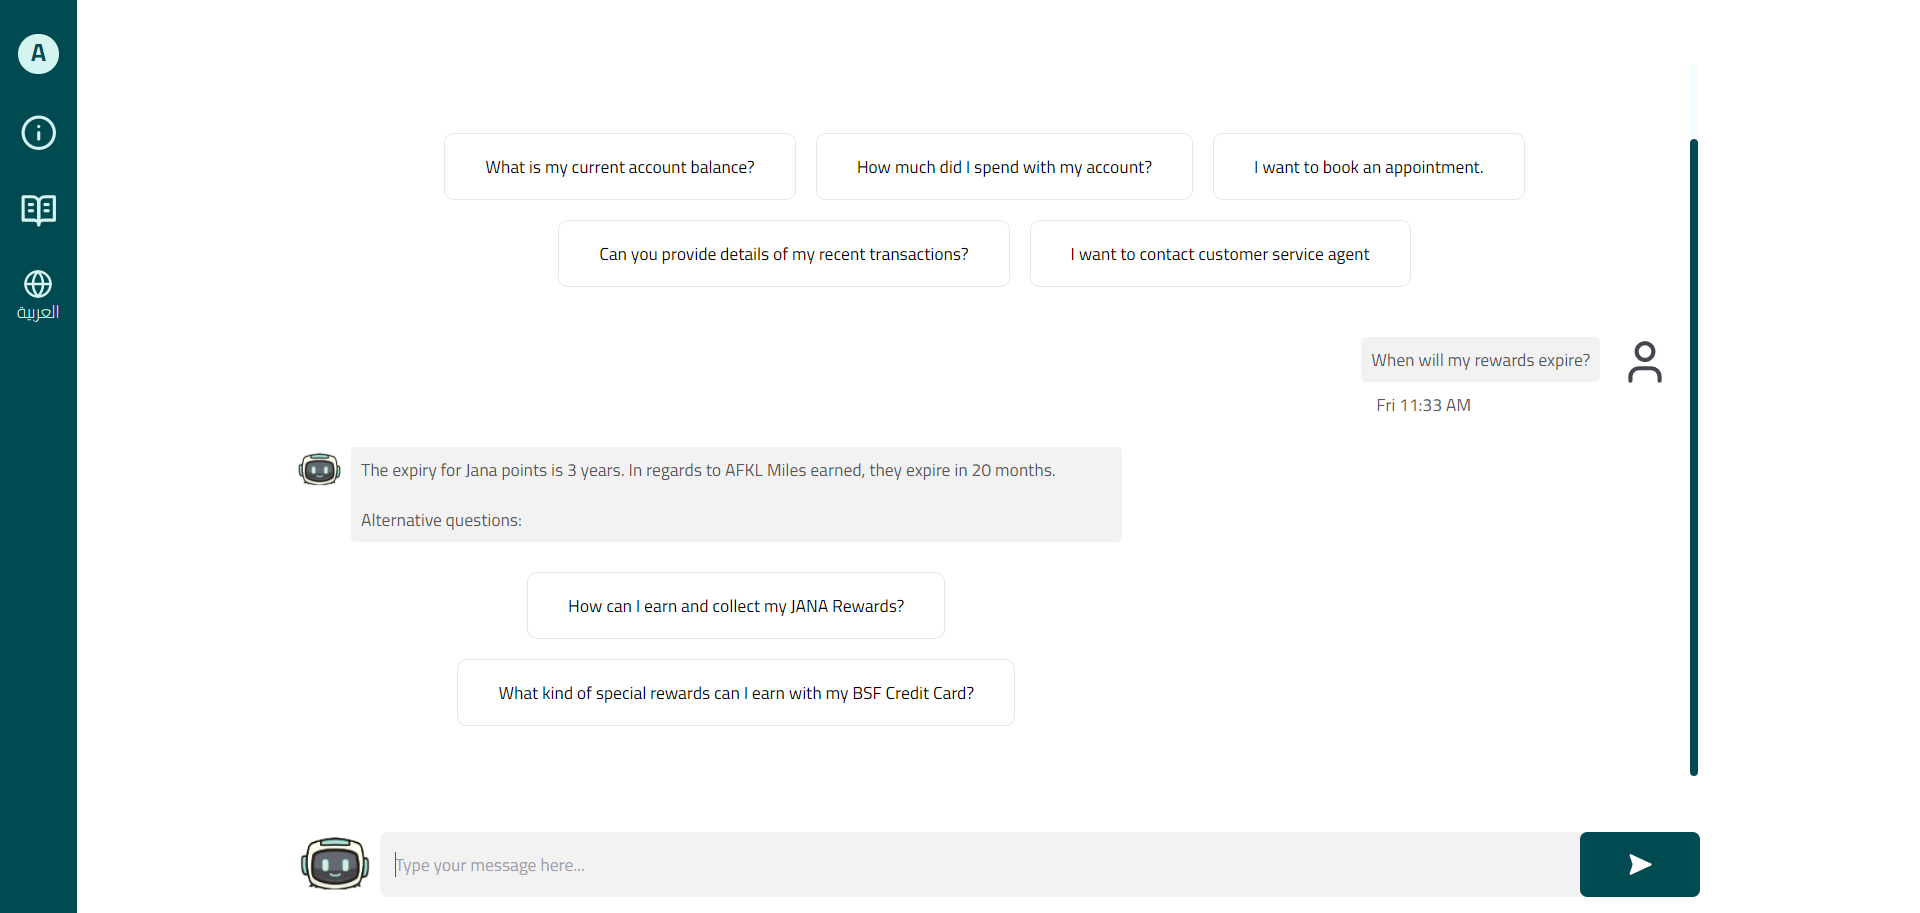 A
العربية
What is my current account balance?
How much did I spend with my account?
I want to book an appointment.
Can you provide details of my recent transactions?
I want to contact customer service agent
When will my rewards expire?
Fri 11:33 AM
The expiry for Jana points is 3 years. In regards to AFKL Miles earned, they expire in 20 months.
Alternative questions:
How can I earn and collect my JANA Rewards?
What kind of special rewards can I earn with my BSF Credit Card?
Type your message here...